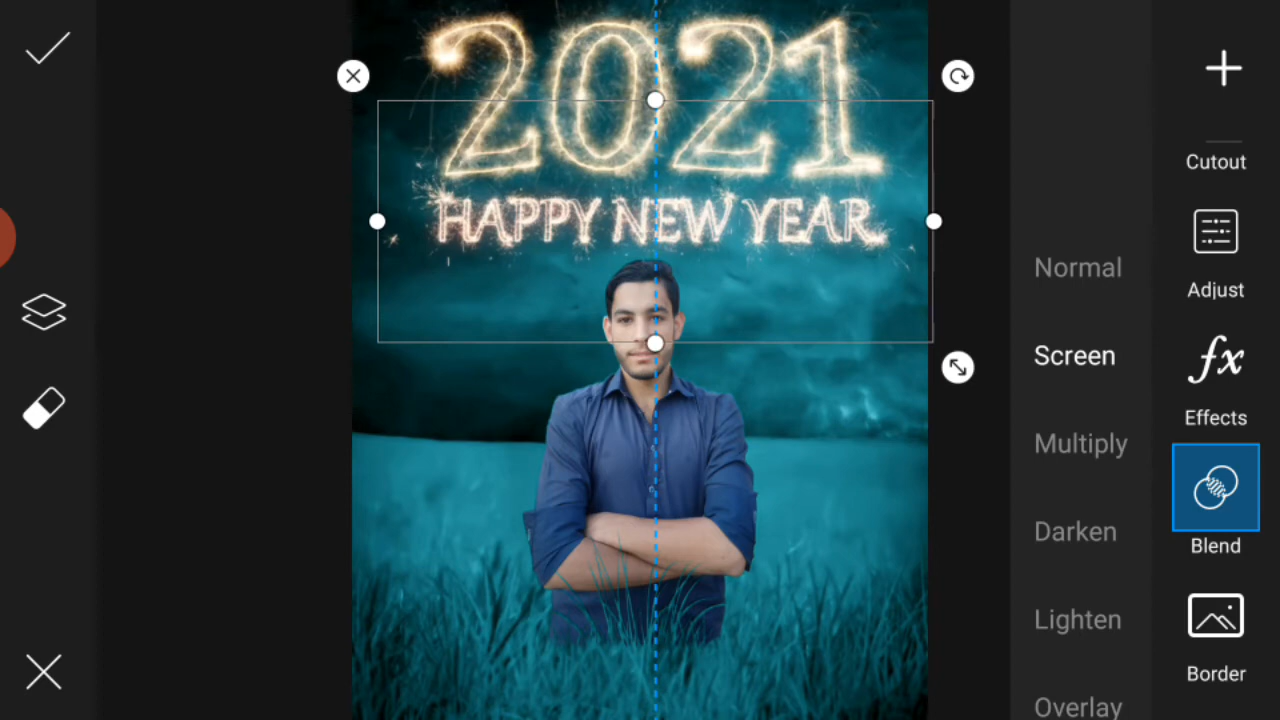 2021
HAPPY NEW YEAR
Normal
Screen
Multiply
Darken
Lighten
Overlay
Cutout
Adjust
fx
Effects
Blend
Border